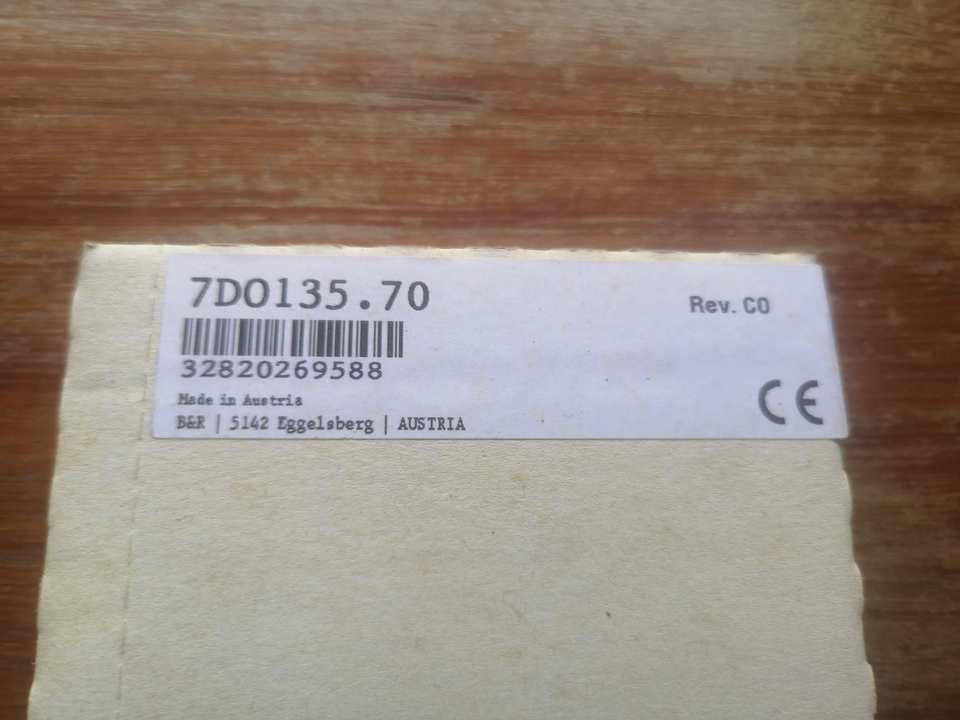 7DO135.70
Rev. C0
32820269588
Made in Austria
B&R | 5142 Eggelsberg | AUSTRIA
CE